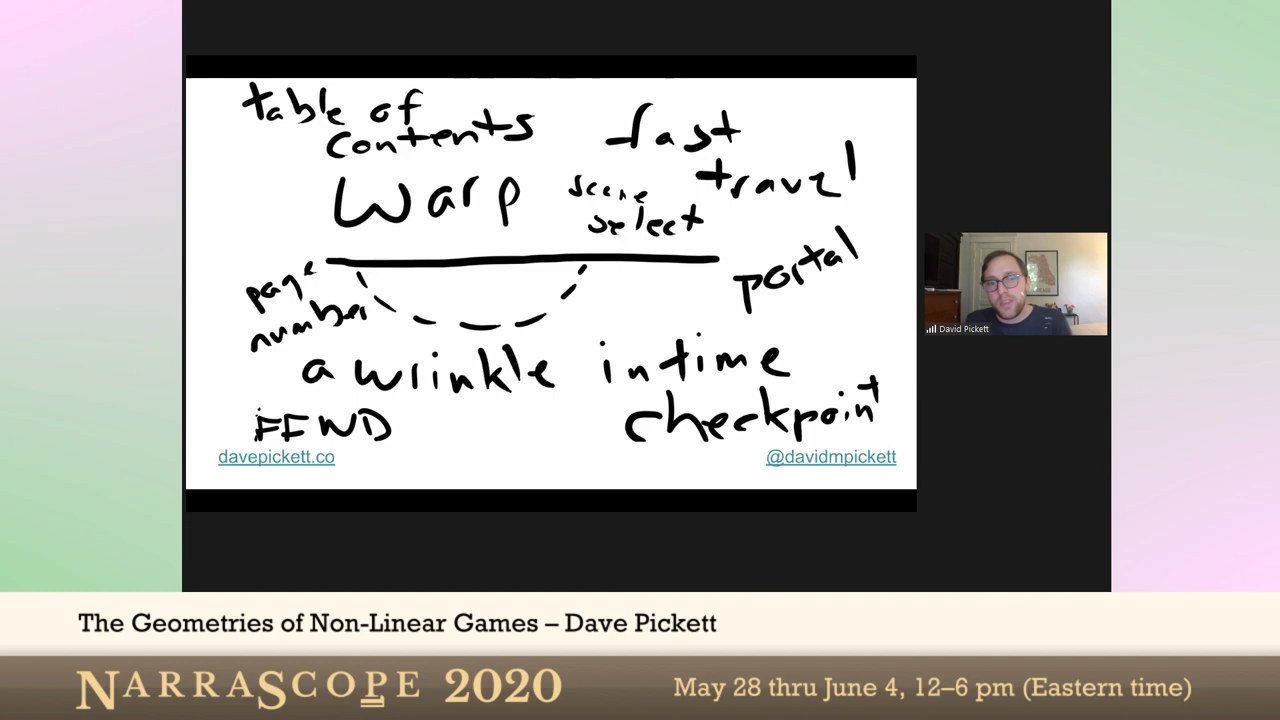 table of
contents
fast
travel
Warp
scene
select
page
number
portal
a wrinkle in time
FFWD
checkpoint
davepickett.co
@davidmpickett
David Pickett
The Geometries of Non-Linear Games – Dave Pickett
NARRASCOPE 2020
May 28 thru June 4, 12–6 pm (Eastern time)